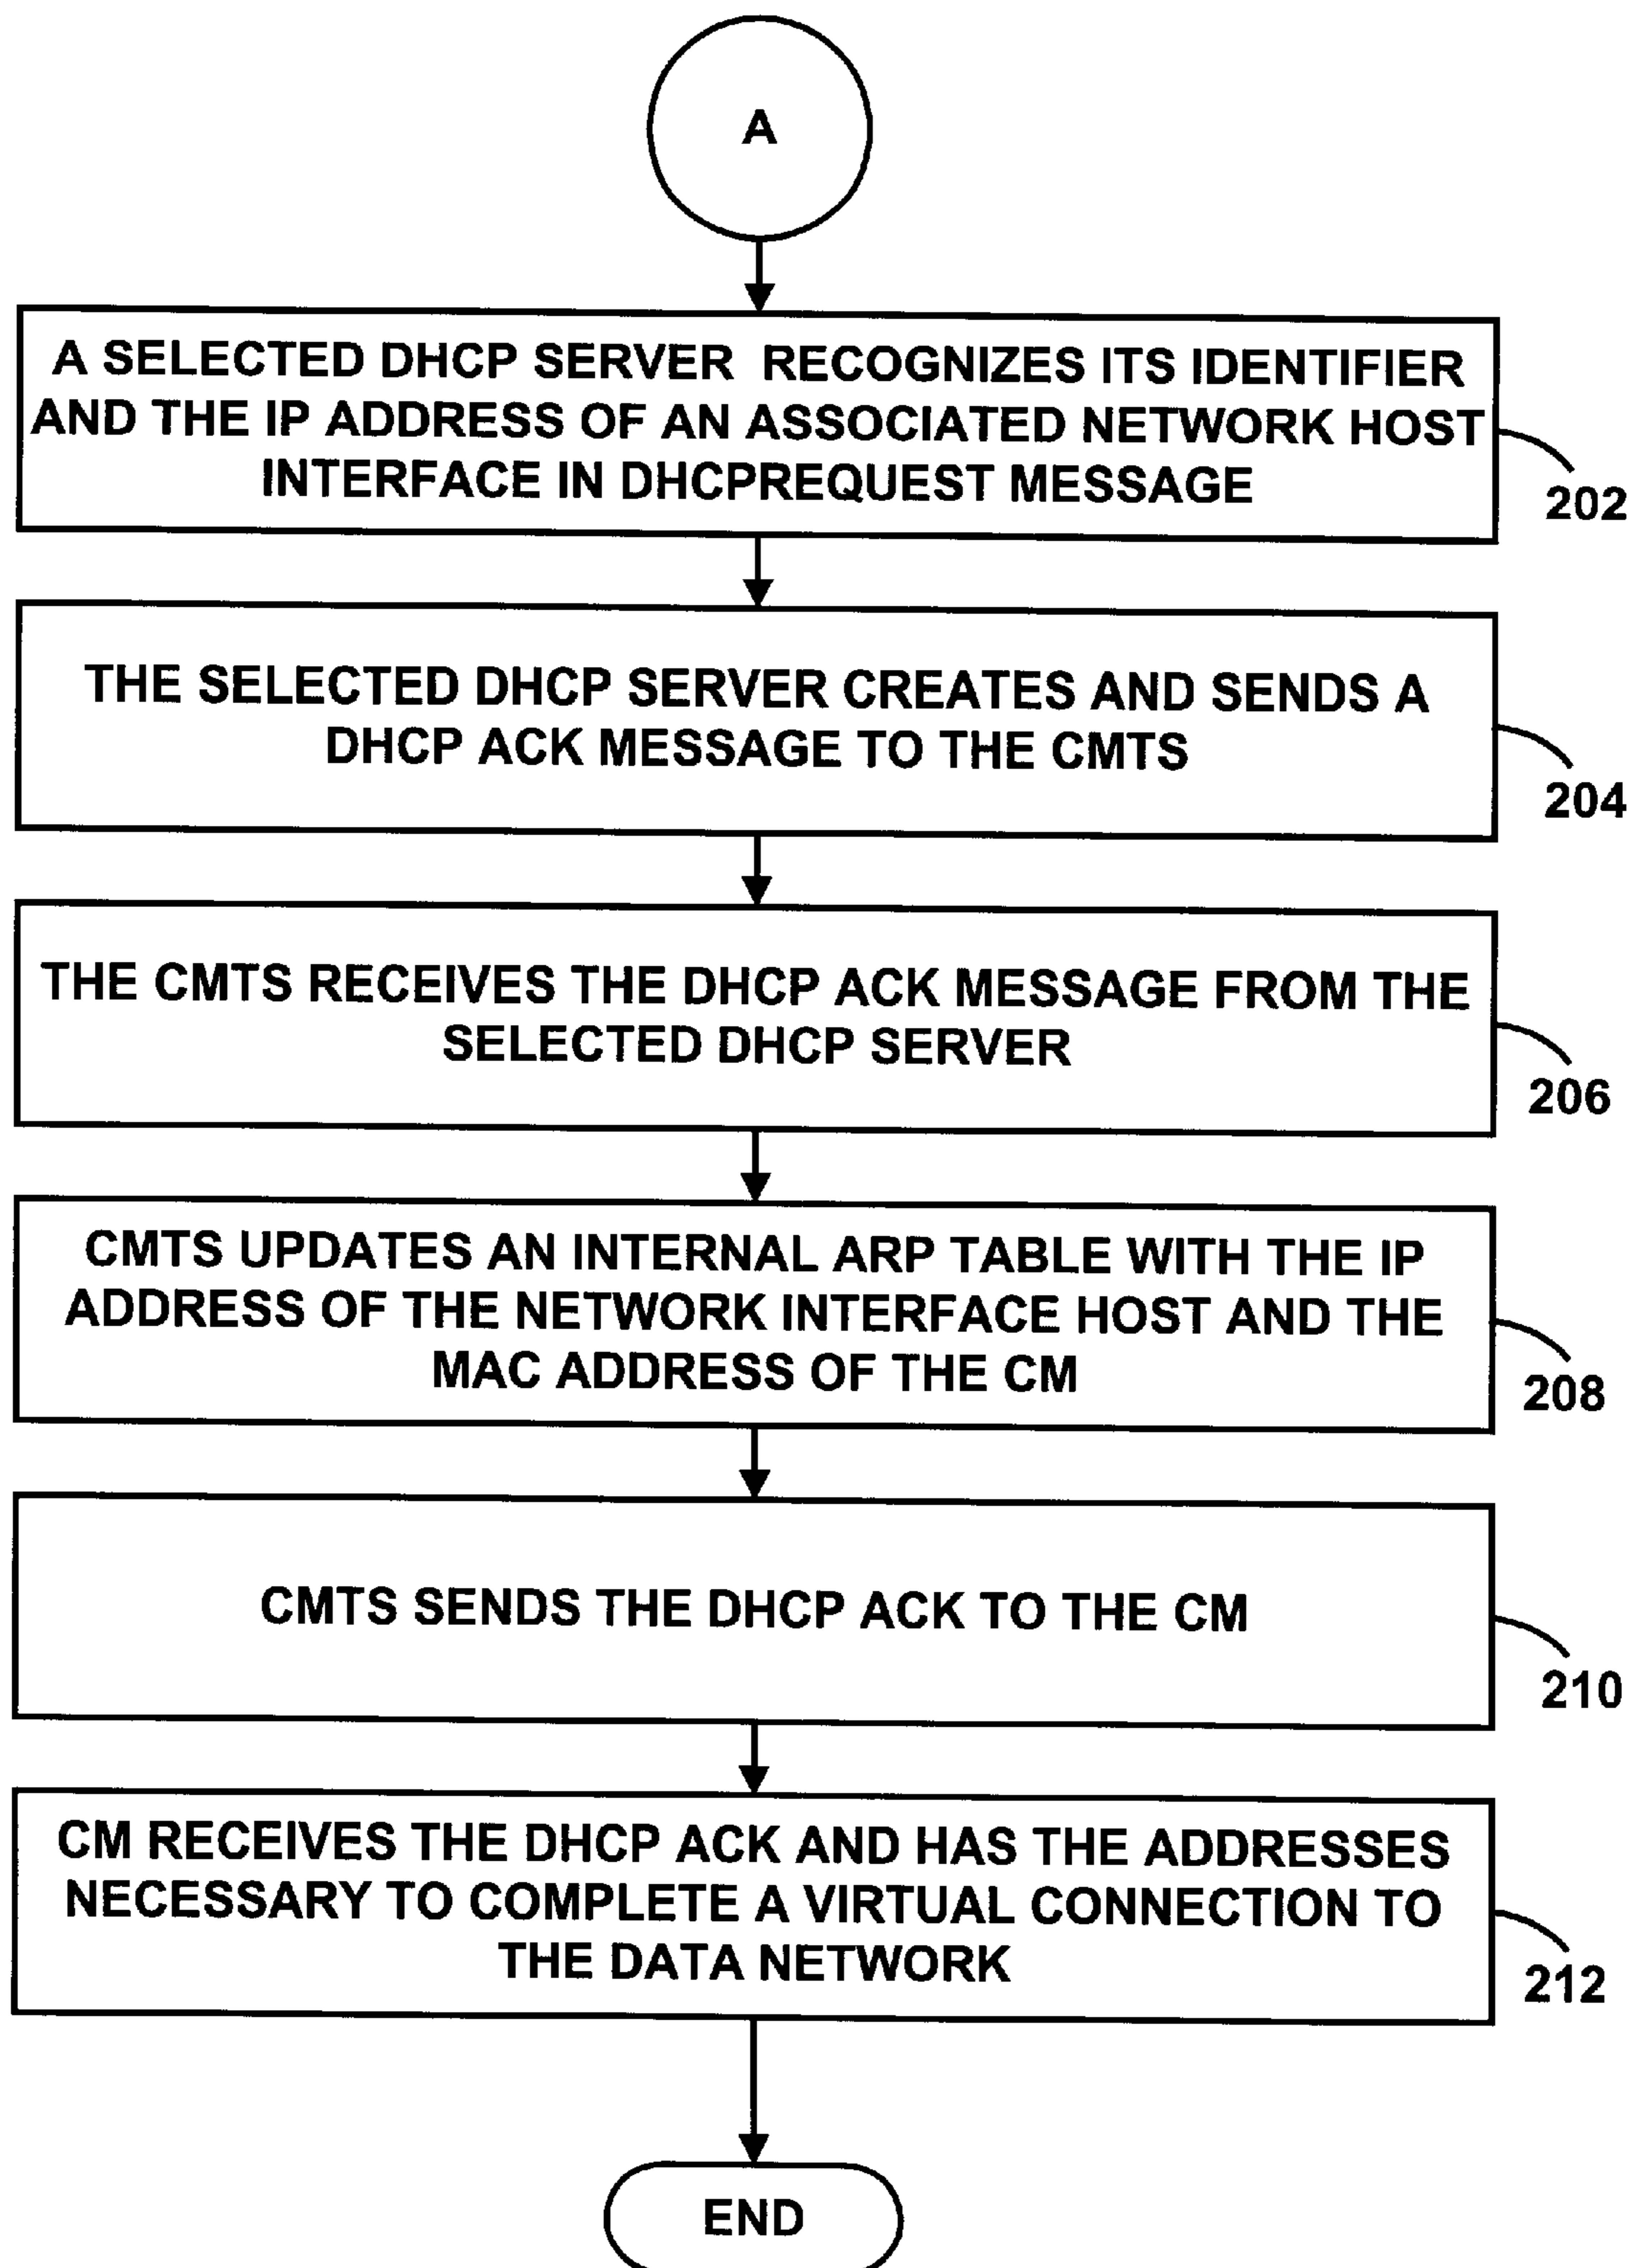 A
A SELECTED DHCP SERVER RECOGNIZES ITS IDENTIFIER
AND THE IP ADDRESS OF AN ASSOCIATED NETWORK HOST
INTERFACE IN DHCPREQUEST MESSAGE
202
THE SELECTED DHCP SERVER CREATES AND SENDS A
DHCP ACK MESSAGE TO THE CMTS
204
THE CMTS RECEIVES THE DHCP ACK MESSAGE FROM THE
SELECTED DHCP SERVER
206
CMTS UPDATES AN INTERNAL ARP TABLE WITH THE IP
ADDRESS OF THE NETWORK INTERFACE HOST AND THE
MAC ADDRESS OF THE CM
208
CMTS SENDS THE DHCP ACK TO THE CM
210
CM RECEIVES THE DHCP ACK AND HAS THE ADDRESSES
NECESSARY TO COMPLETE A VIRTUAL CONNECTION TO
THE DATA NETWORK
212
END